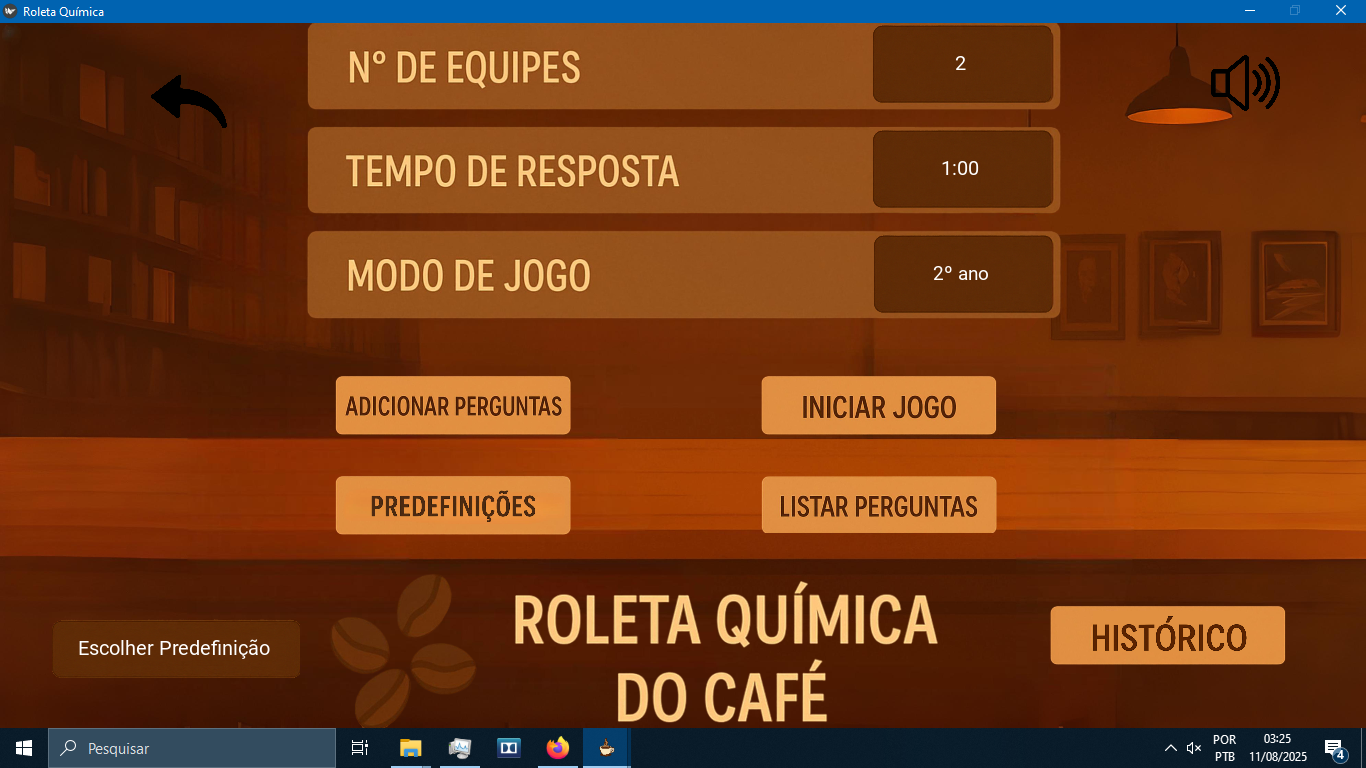 Roleta Química
N° DE EQUIPES
2
TEMPO DE RESPOSTA
1:00
MODO DE JOGO
2º ano
ADICIONAR PERGUNTAS
INICIAR JOGO
PREDEFINIÇÕES
LISTAR PERGUNTAS
Escolher Predefinição
ROLETA QUÍMICA
DO CAFÉ
HISTÓRICO
Pesquisar
POR
PTB
03:25
11/08/2025
4